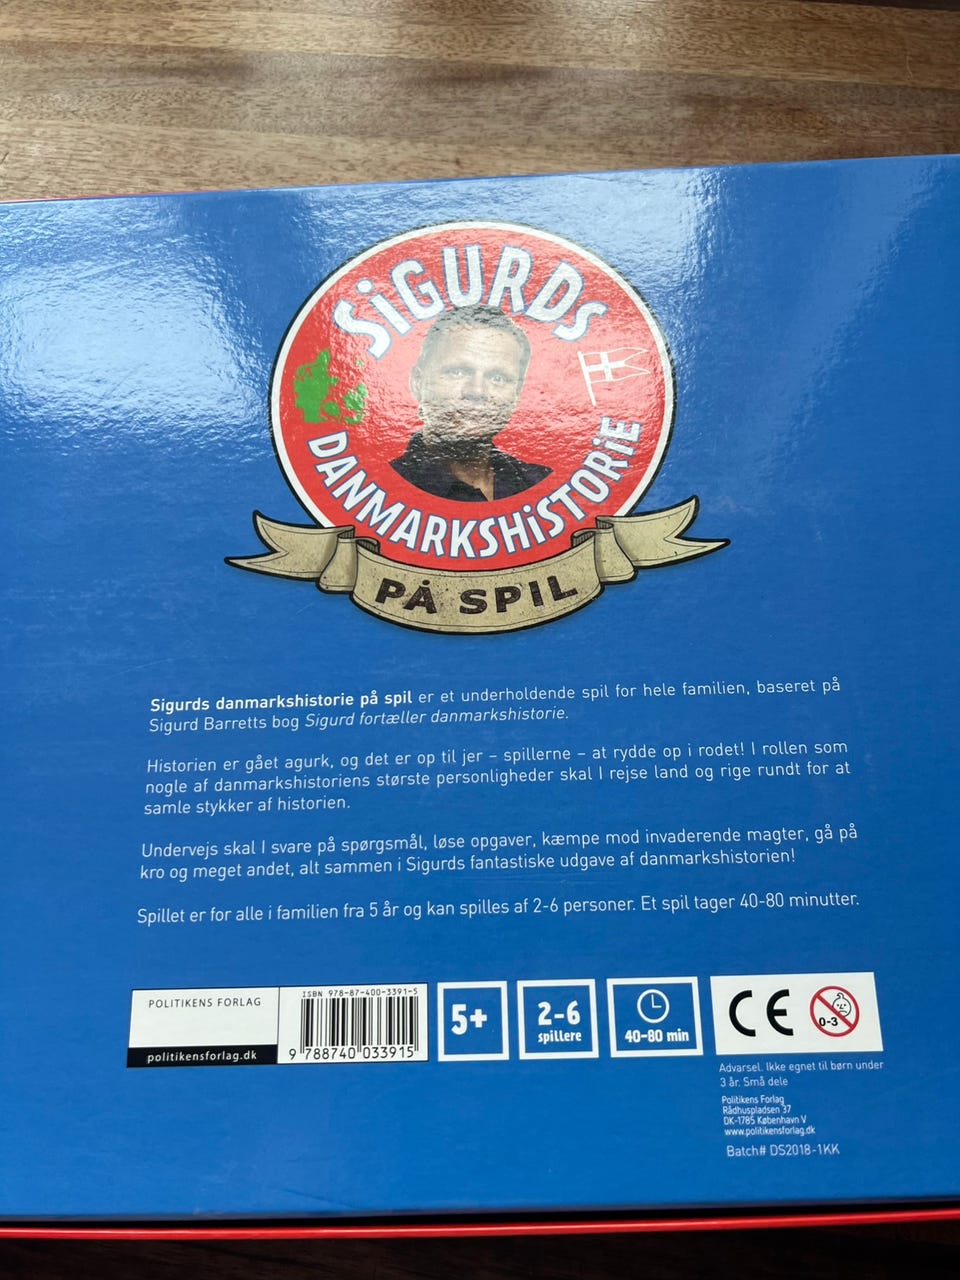 SiGURDS
DANMARKSHiSTORiE
PÅ SPIL
Sigurds danmarkshistorie på spil er et underholdende spil for hele familien, baseret på
Sigurd Barretts bog Sigurd fortæller danmarkshistorie.
Historien er gået agurk, og det er op til jer – spillerne – at rydde op i rodet! I rollen som
nogle af danmarkshistoriens største personligheder skal I rejse land og rige rundt for at
samle stykker af historien.
Undervejs skal I svare på spørgsmål, løse opgaver, kæmpe mod invaderende magter, gå på
kro og meget andet, alt sammen i Sigurds fantastiske udgave af danmarkshistorien!
Spillet er for alle i familien fra 5 år og kan spilles af 2-6 personer. Et spil tager 40-80 minutter.
POLITIKENS FORLAG
politikensforlag.dk
ISBN 978-87-400-3391-5
9 788740 033915
5+
2-6
spillere
40-80 min
CE
0-3
Advarsel. Ikke egnet til børn under
3 år. Små dele
Politikens Forlag
Rådhuspladsen 37
DK-1785 København V
www.politikensforlag.dk
Batch# DS2018-1KK